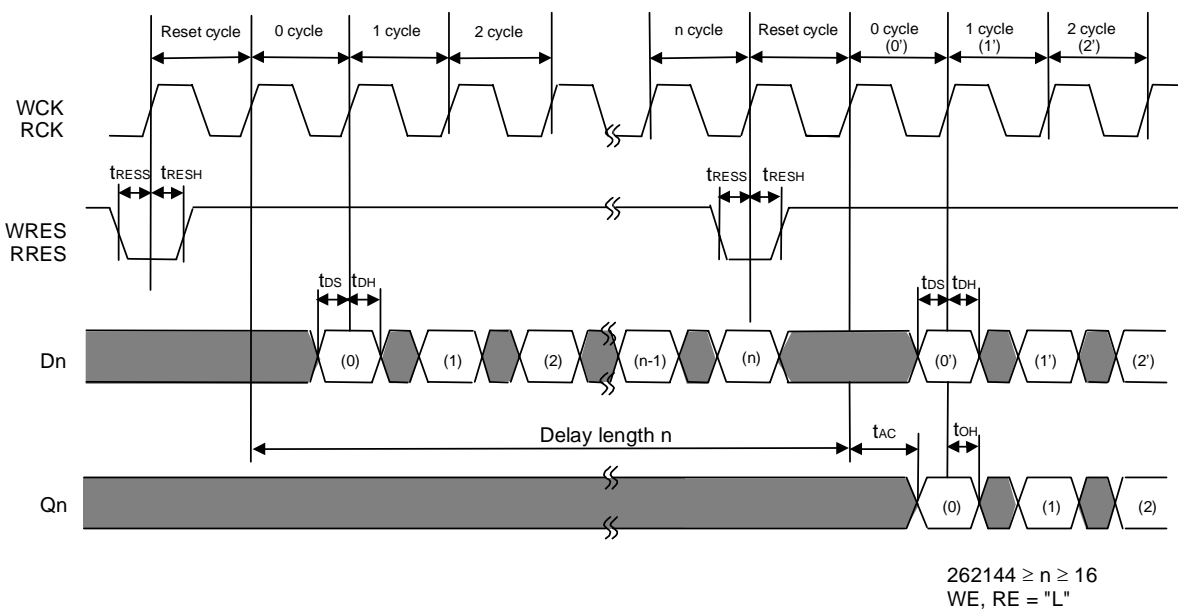 Reset cycle 0 cycle 1 cycle 2 cycle n cycle Reset cycle 0 cycle (0') 1 cycle (1') 2 cycle (2')
WCK
RCK
tRESS tRESH tRESS tRESH
WRES
RRES
tDS tDH tDS tDH
Dn (0) (1) (2) (n-1) (n) (0') (1') (2')
Delay length n tAC tOH
Qn (0) (1) (2)
262144 ≥ n ≥ 16
WE, RE = "L"